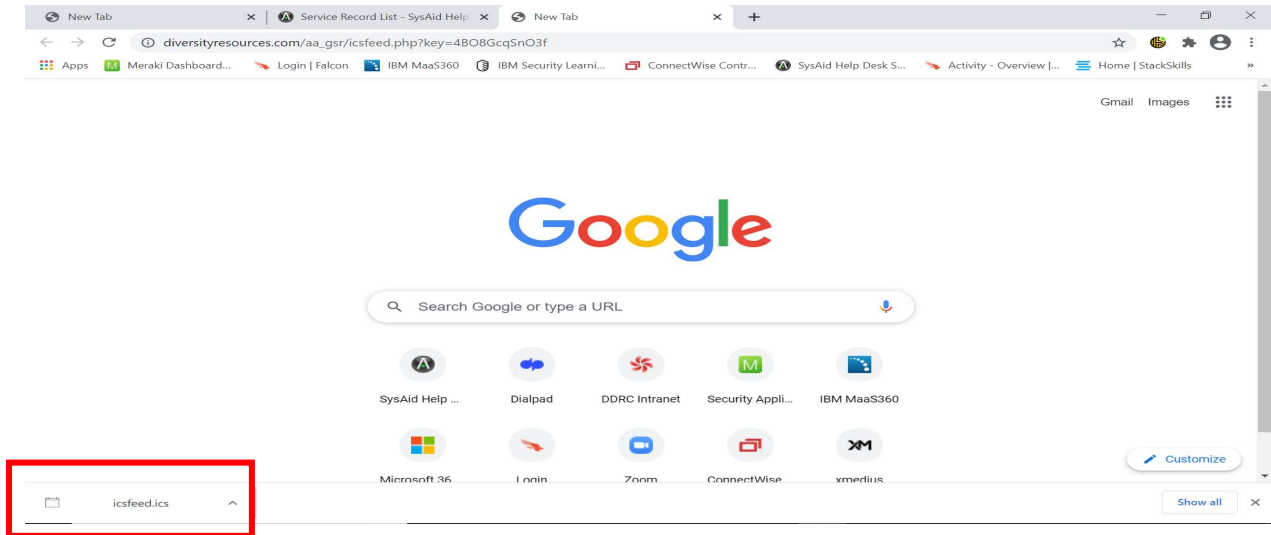 New Tab
Service Record List - SysAid Help
New Tab
diversityresources.com/aa_gsr/icsfeed.php?key=4BO8GcqSnO3f
Apps
Meraki Dashboard...
Login | Falcon
IBM MaaS360
IBM Security Learni...
ConnectWise Contr...
SysAid Help Desk S...
Activity - Overview |...
Home | StackSkills
Gmail Images
Google
Search Google or type a URL
SysAid Help ...
Dialpad
DDRC Intranet
Security Appli...
IBM MaaS360
Microsoft 36
Login
Zoom
ConnectWise
xmedius
Customize
icsfeed.ics
Show all